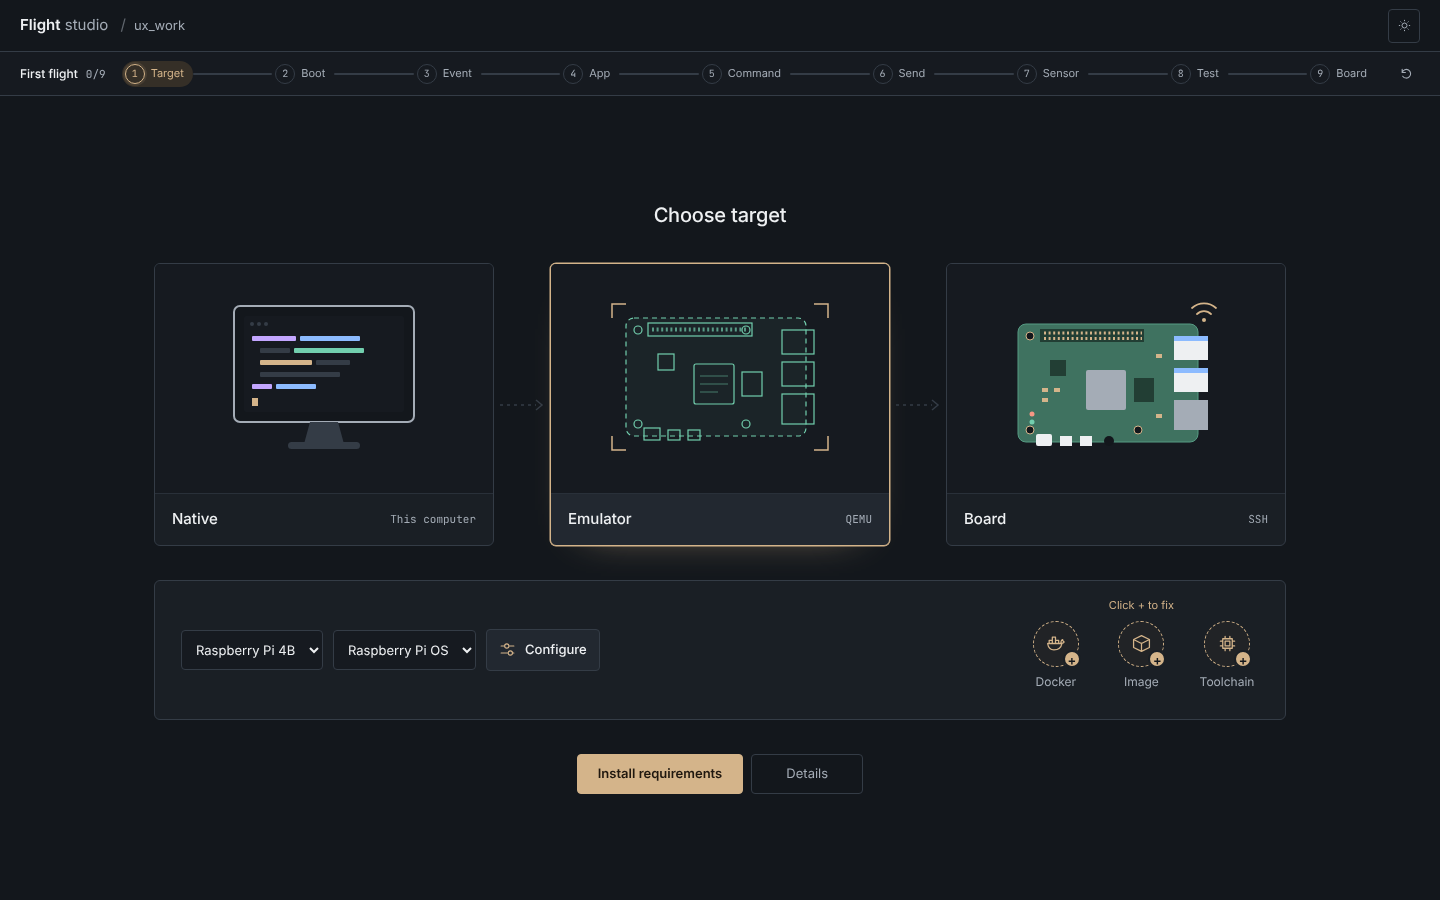 Flight studio / ux_work
First flight 0/9 1 Target 2 Boot 3 Event 4 App 5 Command 6 Send 7 Sensor 8 Test 9 Board
Choose target
Native This computer
Emulator QEMU
Board SSH
Click + to fix
Raspberry Pi 4B Raspberry Pi OS Configure
Docker Image Toolchain
Install requirements Details